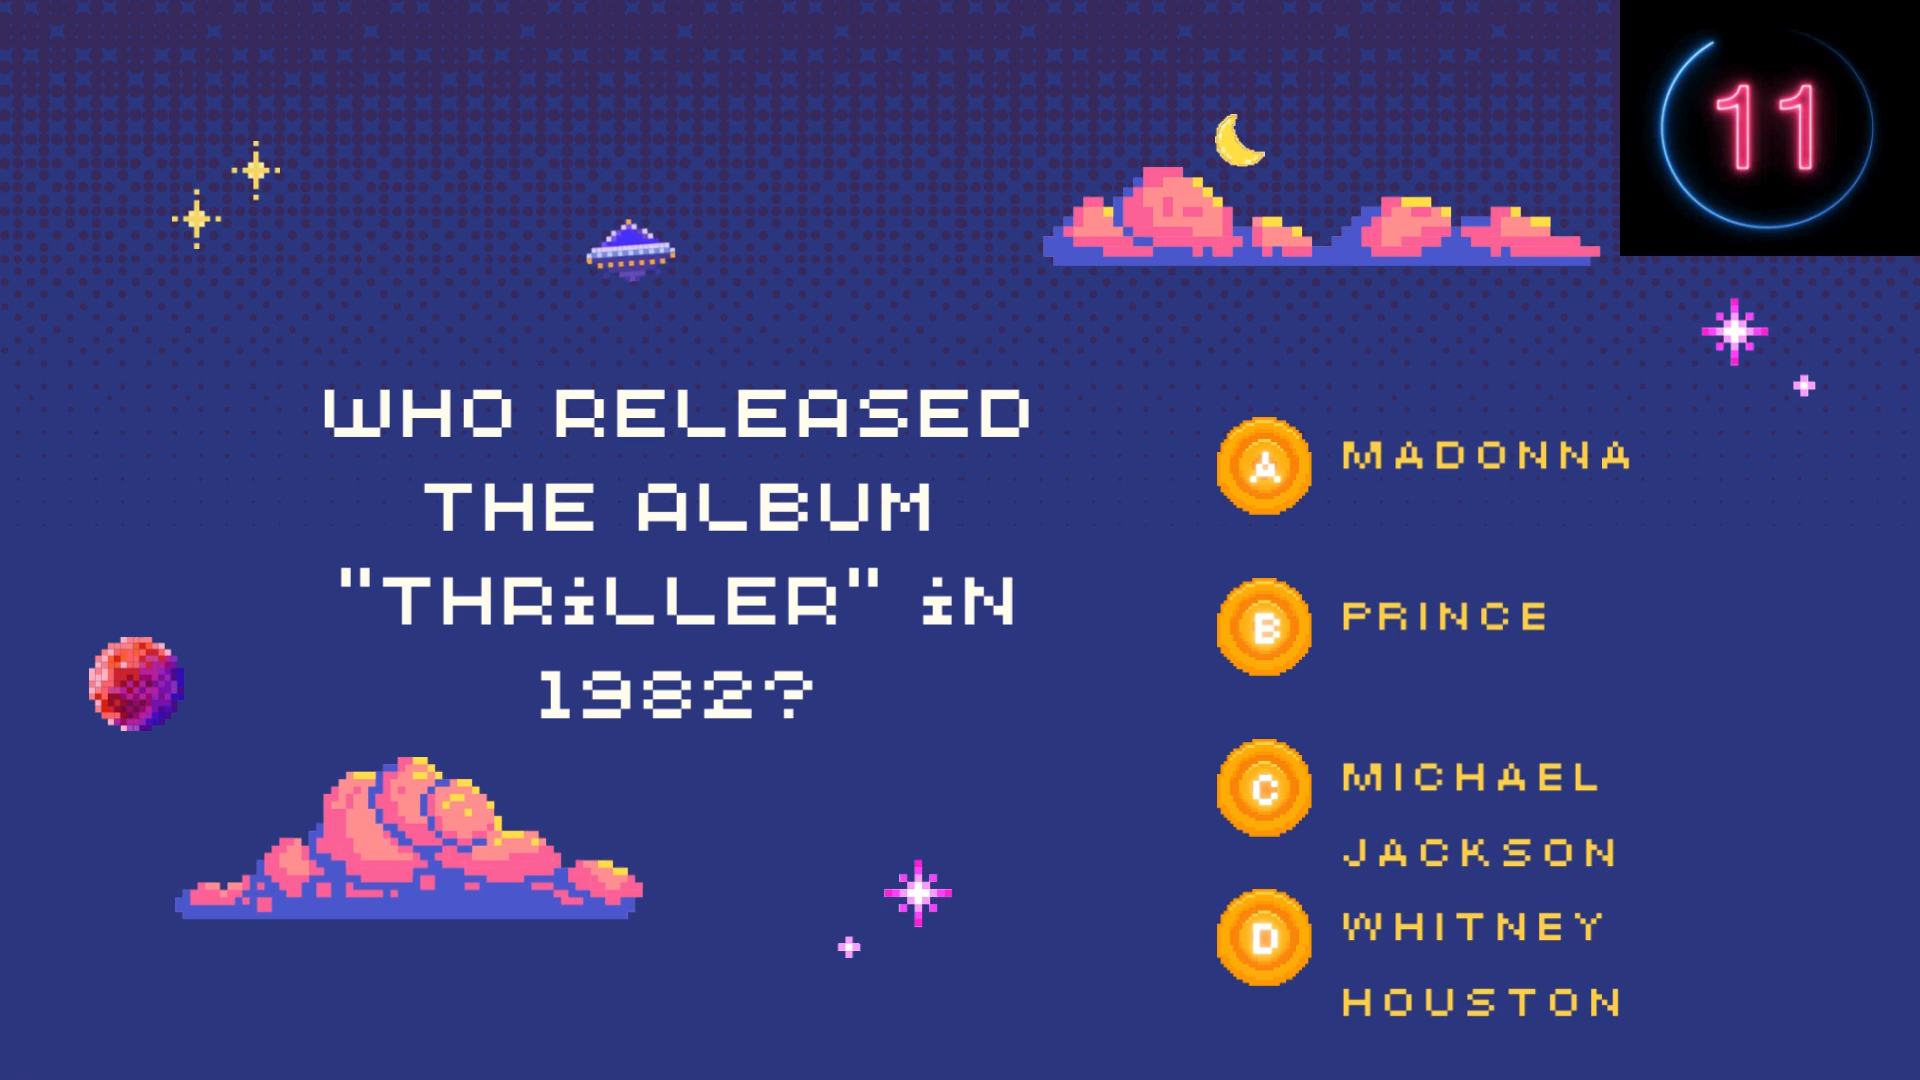 11
WHO RELEASED
THE ALBUM
"THRiLLER" iN
1982?
A MADONNA
B PRINCE
C MICHAEL
JACKSON
D WHITNEY
HOUSTON